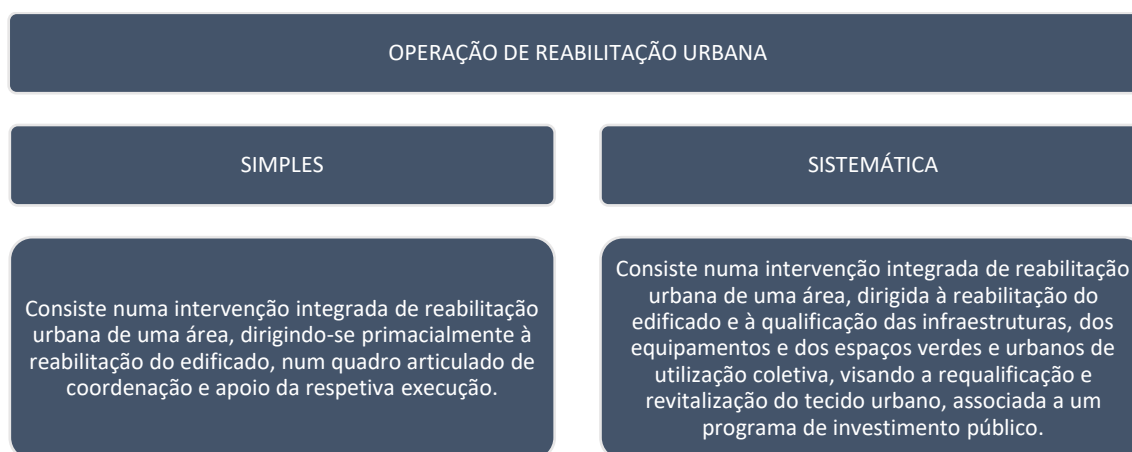 OPERAÇÃO DE REABILITAÇÃO URBANA
SIMPLES
SISTEMÁTICA
Consiste numa intervenção integrada de reabilitação
urbana de uma área, dirigindo-se primacialmente à
reabilitação do edificado, num quadro articulado de
coordenação e apoio da respetiva execução.
Consiste numa intervenção integrada de reabilitação
urbana de uma área, dirigida à reabilitação do
edificado e à qualificação das infraestruturas, dos
equipamentos e dos espaços verdes e urbanos de
utilização coletiva, visando a requalificação e
revitalização do tecido urbano, associada a um
programa de investimento público.